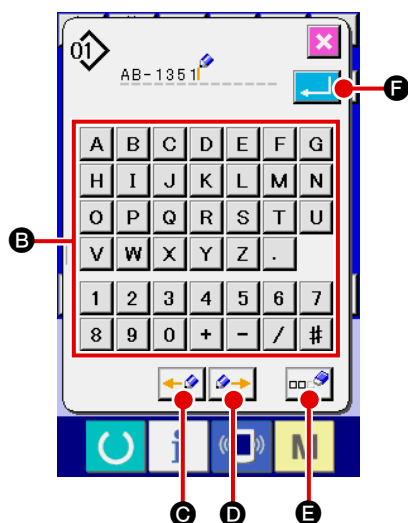 01
AB-1351
F
A B C D E F G
H I J K L M N
O P Q R S T U
B
V W X Y Z .
1 2 3 4 5 6 7
8 9 0 + - / #
i M
C D E